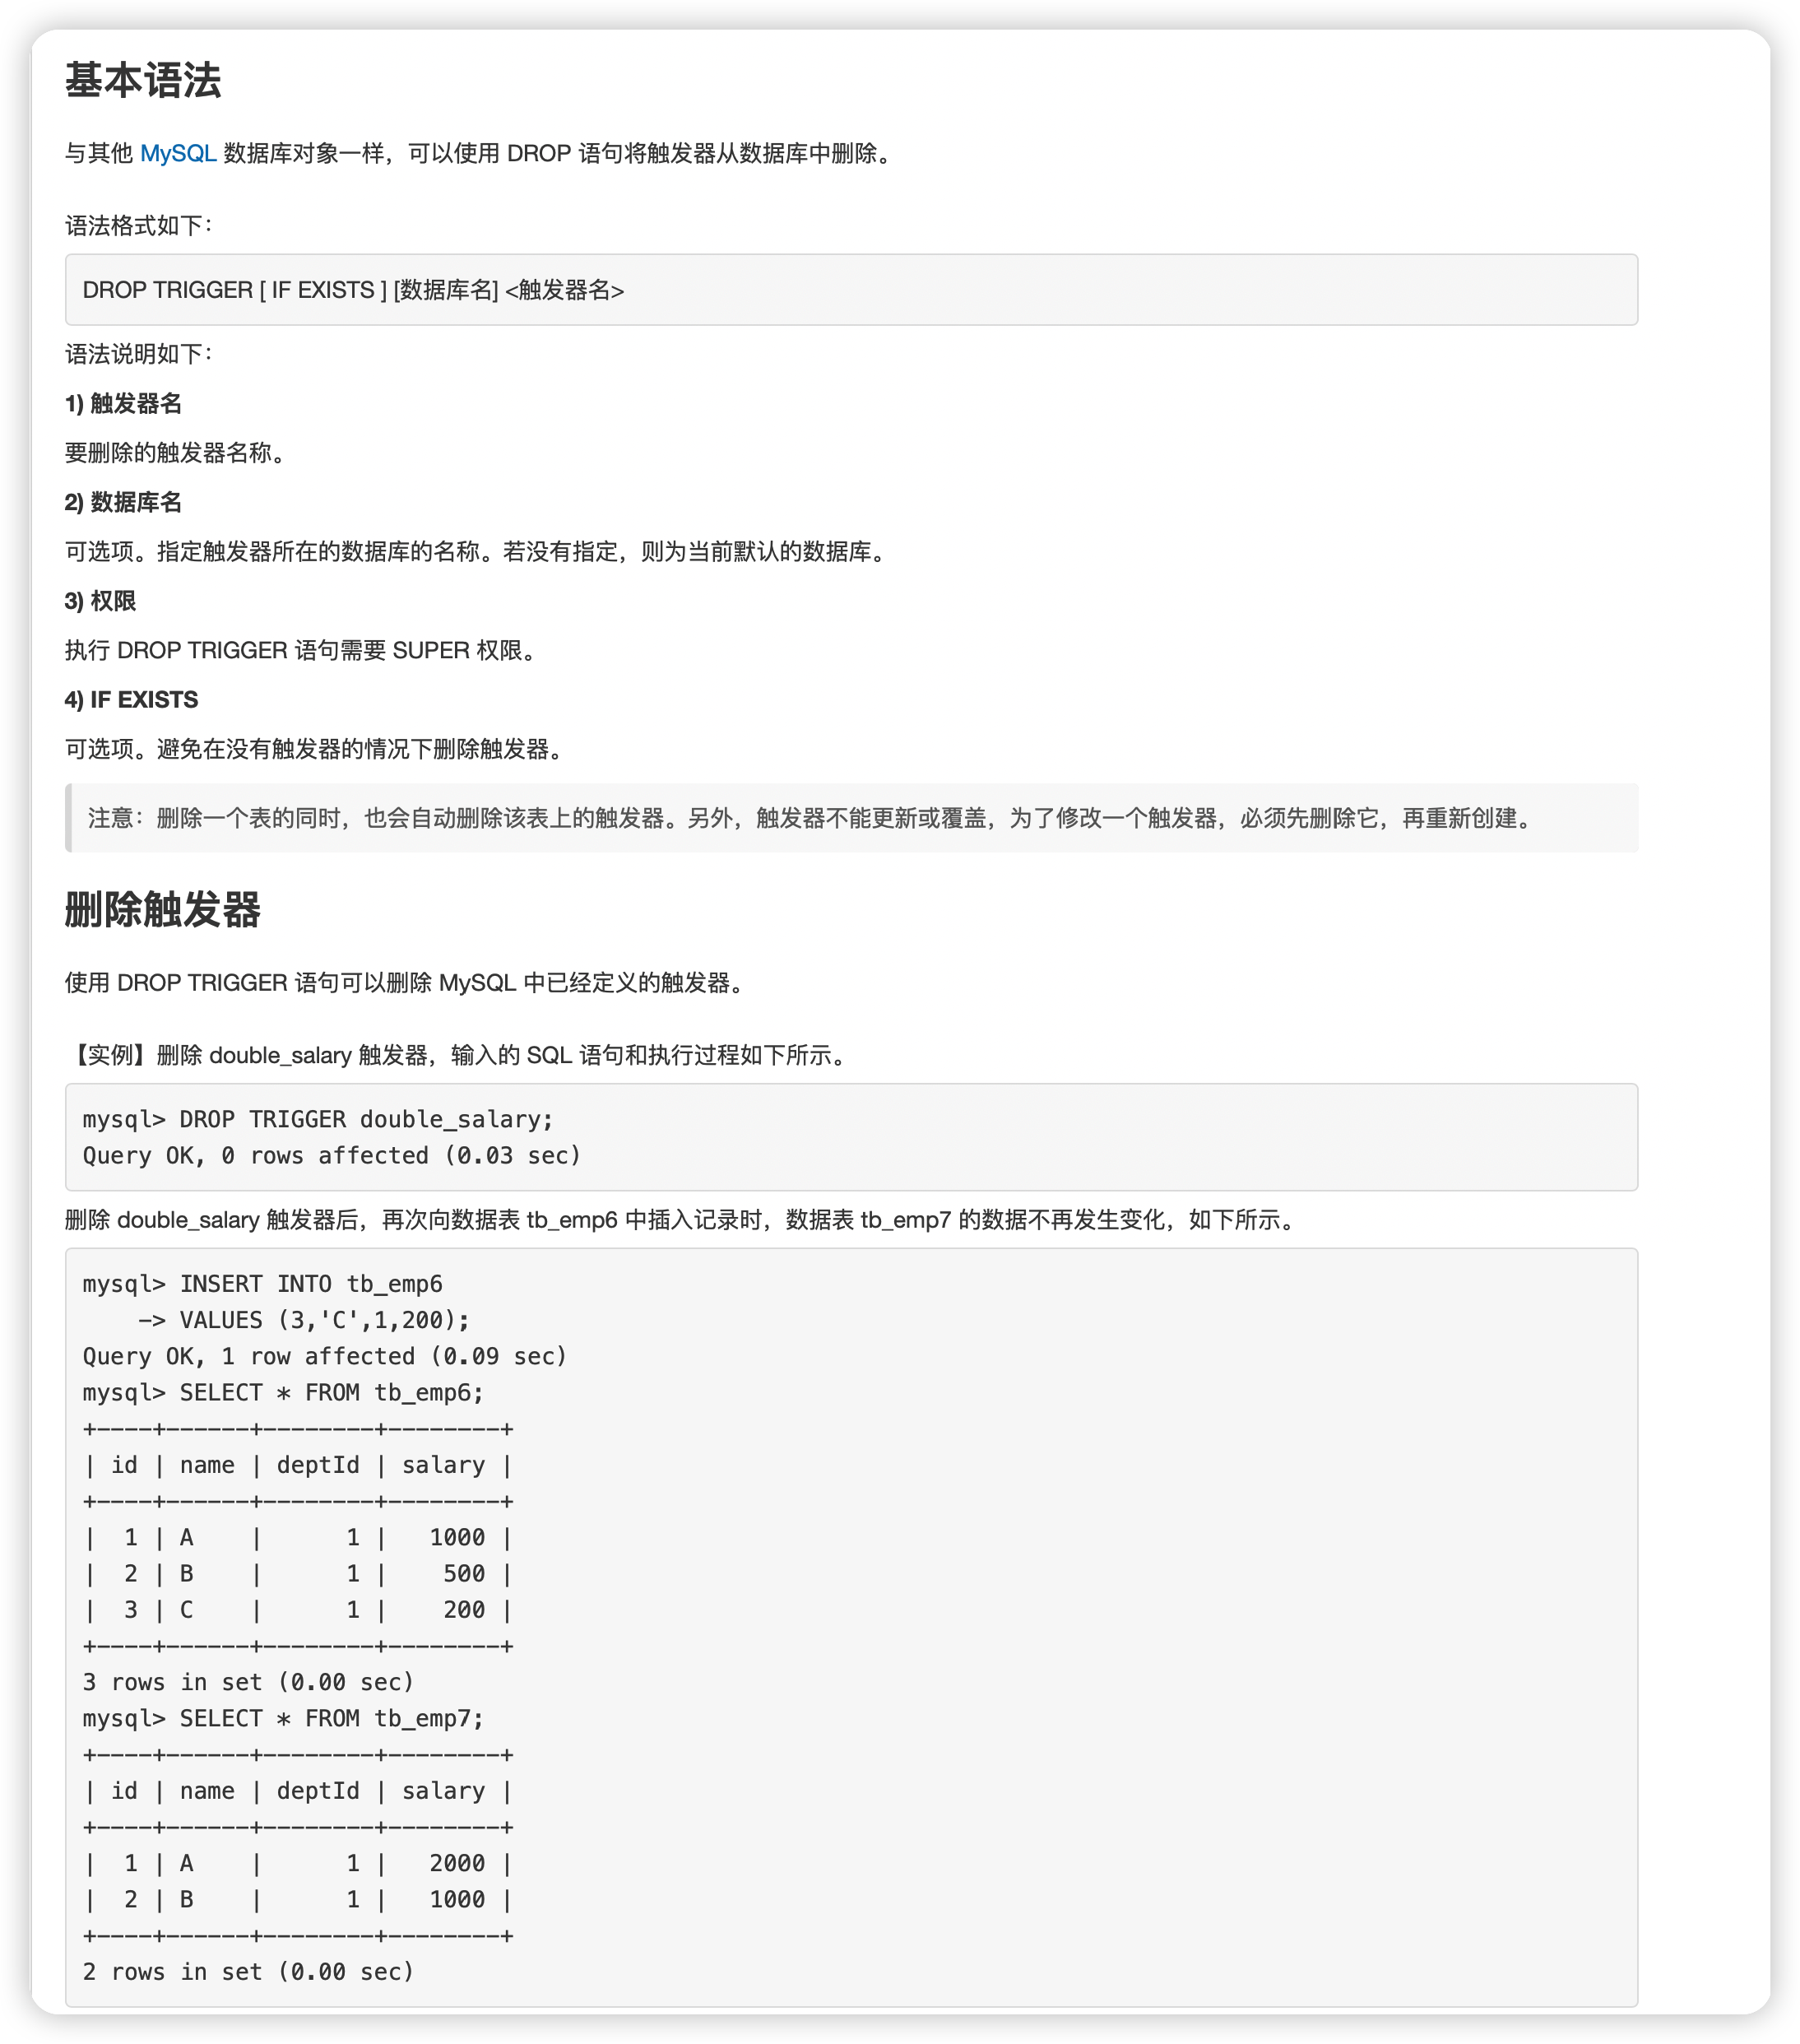 基本语法
与其他 MySQL 数据库对象一样，可以使用 DROP 语句将触发器从数据库中删除。
语法格式如下：
DROP TRIGGER [ IF EXISTS ] [数据库名] <触发器名>
语法说明如下：
1) 触发器名
要删除的触发器名称。
2) 数据库名
可选项。指定触发器所在的数据库的名称。若没有指定，则为当前默认的数据库。
3) 权限
执行 DROP TRIGGER 语句需要 SUPER 权限。
4) IF EXISTS
可选项。避免在没有触发器的情况下删除触发器。
注意：删除一个表的同时，也会自动删除该表上的触发器。另外，触发器不能更新或覆盖，为了修改一个触发器，必须先删除它，再重新创建。
删除触发器
使用 DROP TRIGGER 语句可以删除 MySQL 中已经定义的触发器。
【实例】删除 double_salary 触发器，输入的 SQL 语句和执行过程如下所示。
mysql> DROP TRIGGER double_salary;
Query OK, 0 rows affected (0.03 sec)
删除 double_salary 触发器后，再次向数据表 tb_emp6 中插入记录时，数据表 tb_emp7 的数据不再发生变化，如下所示。
mysql> INSERT INTO tb_emp6
    -> VALUES (3,'C',1,200);
Query OK, 1 row affected (0.09 sec)
mysql> SELECT * FROM tb_emp6;
+----+------+--------+--------+
| id | name | deptId | salary |
+----+------+--------+--------+
|  1 | A    |      1 |   1000 |
|  2 | B    |      1 |    500 |
|  3 | C    |      1 |    200 |
+----+------+--------+--------+
3 rows in set (0.00 sec)
mysql> SELECT * FROM tb_emp7;
+----+------+--------+--------+
| id | name | deptId | salary |
+----+------+--------+--------+
|  1 | A    |      1 |   2000 |
|  2 | B    |      1 |   1000 |
+----+------+--------+--------+
2 rows in set (0.00 sec)